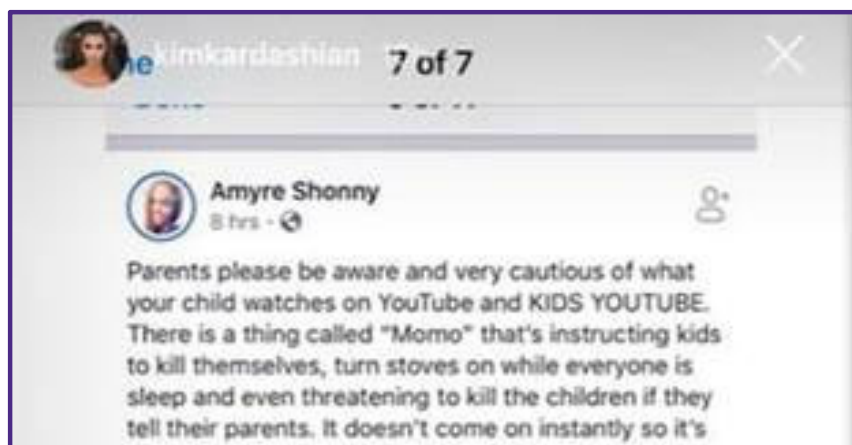 kimkardashian 7 of 7
Amyre Shonny
8 hrs -
Parents please be aware and very cautious of what
your child watches on YouTube and KIDS YOUTUBE.
There is a thing called "Momo" that's instructing kids
to kill themselves, turn stoves on while everyone is
sleep and even threatening to kill the children if they
tell their parents. It doesn't come on instantly so it's